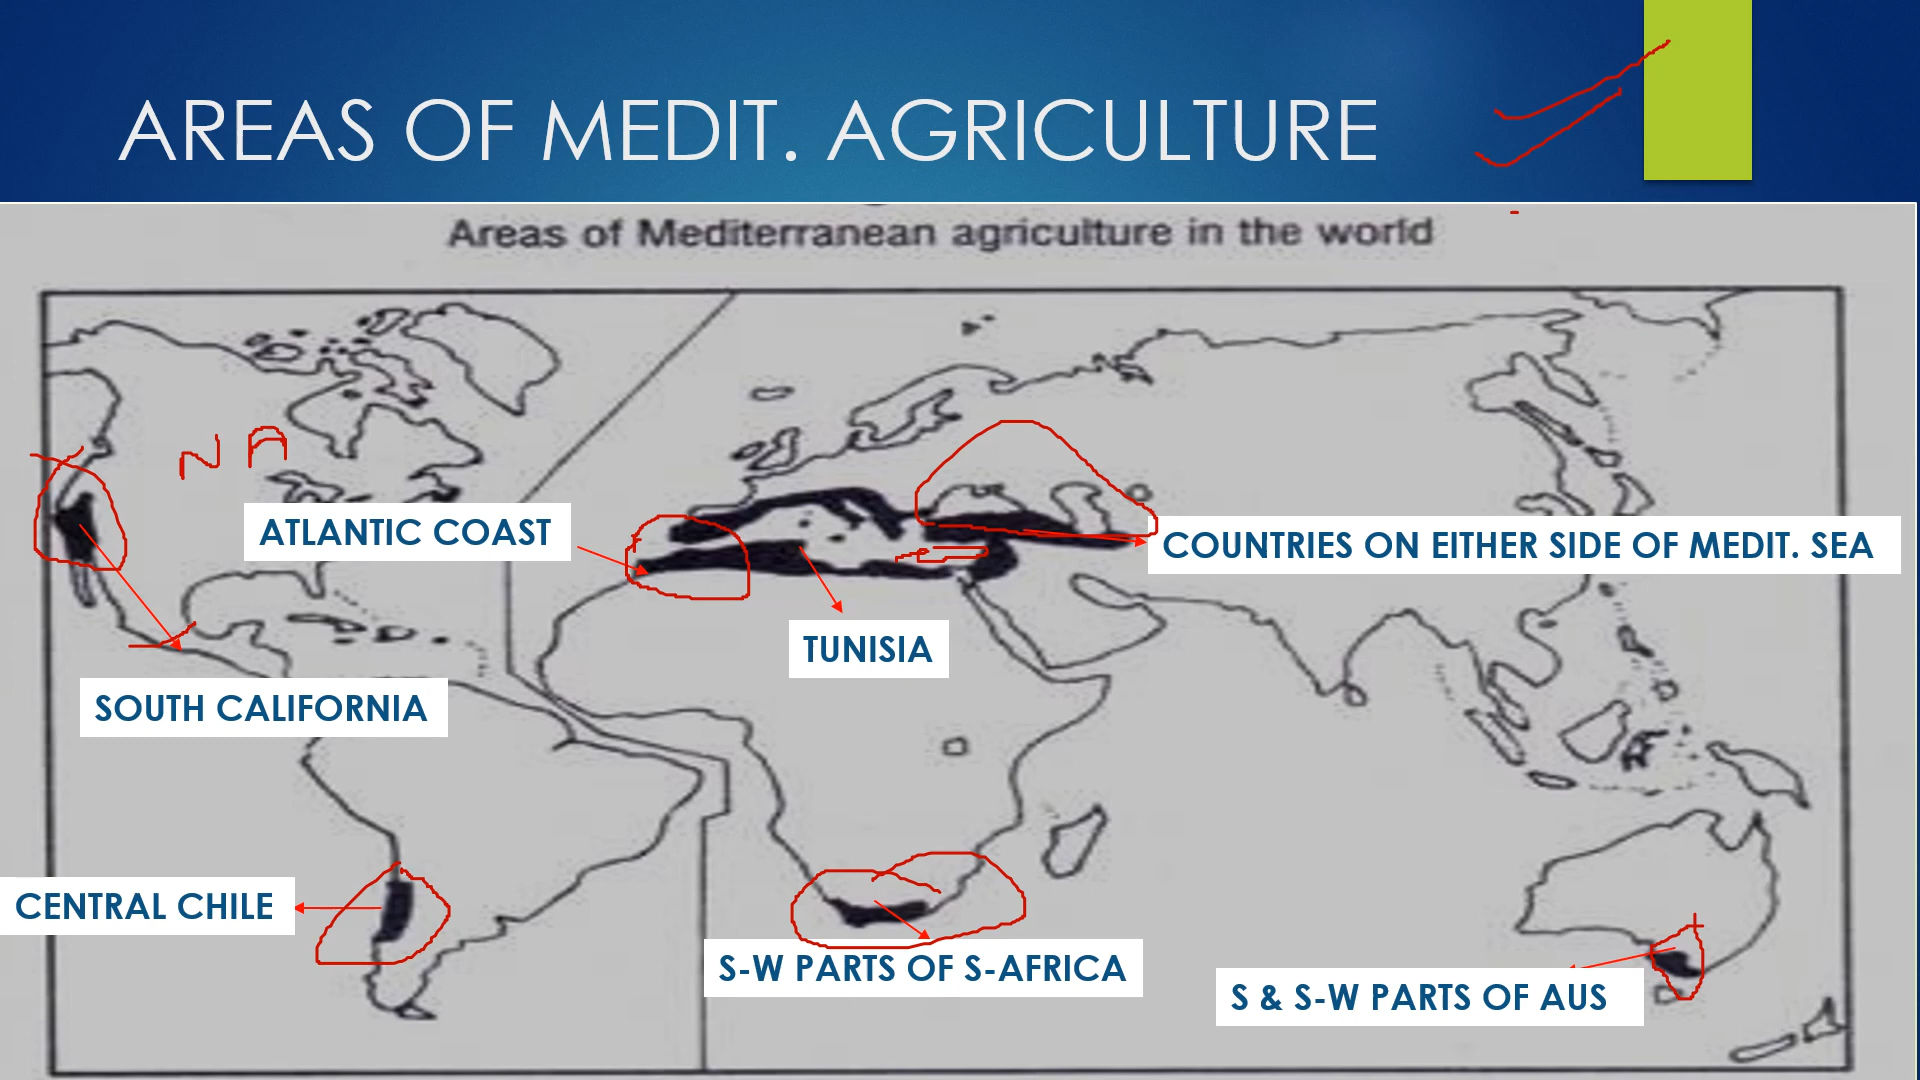 AREAS OF MEDIT. AGRICULTURE
Areas of Mediterranean agriculture in the world
N A
ATLANTIC COAST
COUNTRIES ON EITHER SIDE OF MEDIT. SEA
TUNISIA
SOUTH CALIFORNIA
CENTRAL CHILE
S-W PARTS OF S-AFRICA
S & S-W PARTS OF AUS